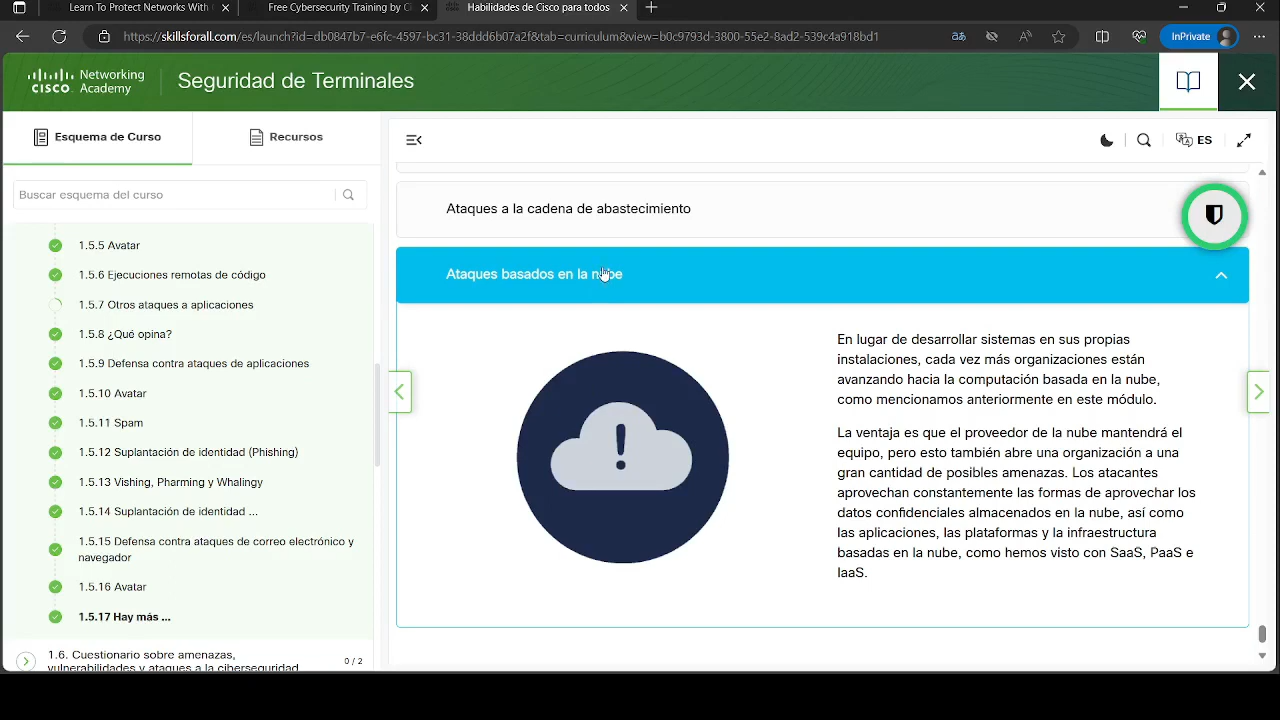 Learn To Protect Networks With
Free Cybersecurity Training by Ci
Habilidades de Cisco para todos
https://skillsforall.com/es/launch?id=db0847b7-e6fc-4597-bc31-38ddd6b07a2f&tab=curriculum&view=b0c9793d-3800-55e2-8ad2-539c4a918bd1
InPrivate
CISCO Networking Academy
Seguridad de Terminales
Esquema de Curso
Recursos
ES
Buscar esquema del curso
1.5.5 Avatar
1.5.6 Ejecuciones remotas de código
1.5.7 Otros ataques a aplicaciones
1.5.8 ¿Qué opina?
1.5.9 Defensa contra ataques de aplicaciones
1.5.10 Avatar
1.5.11 Spam
1.5.12 Suplantación de identidad (Phishing)
1.5.13 Vishing, Pharming y Whalingy
1.5.14 Suplantación de identidad ...
1.5.15 Defensa contra ataques de correo electrónico y
navegador
1.5.16 Avatar
1.5.17 Hay más ...
1.6. Cuestionario sobre amenazas,
vulnerabilidades y ataques a la ciberseguridad
0 / 2
Ataques a la cadena de abastecimiento
Ataques basados en la nube
En lugar de desarrollar sistemas en sus propias
instalaciones, cada vez más organizaciones están
avanzando hacia la computación basada en la nube,
como mencionamos anteriormente en este módulo.
La ventaja es que el proveedor de la nube mantendrá el
equipo, pero esto también abre una organización a una
gran cantidad de posibles amenazas. Los atacantes
aprovechan constantemente las formas de aprovechar los
datos confidenciales almacenados en la nube, así como
las aplicaciones, las plataformas y la infraestructura
basadas en la nube, como hemos visto con SaaS, PaaS e
IaaS.